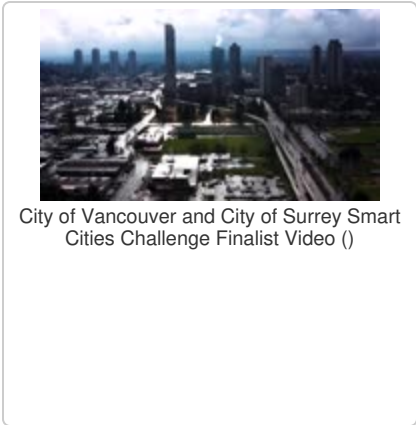 City of Vancouver and City of Surrey Smart
Cities Challenge Finalist Video ()